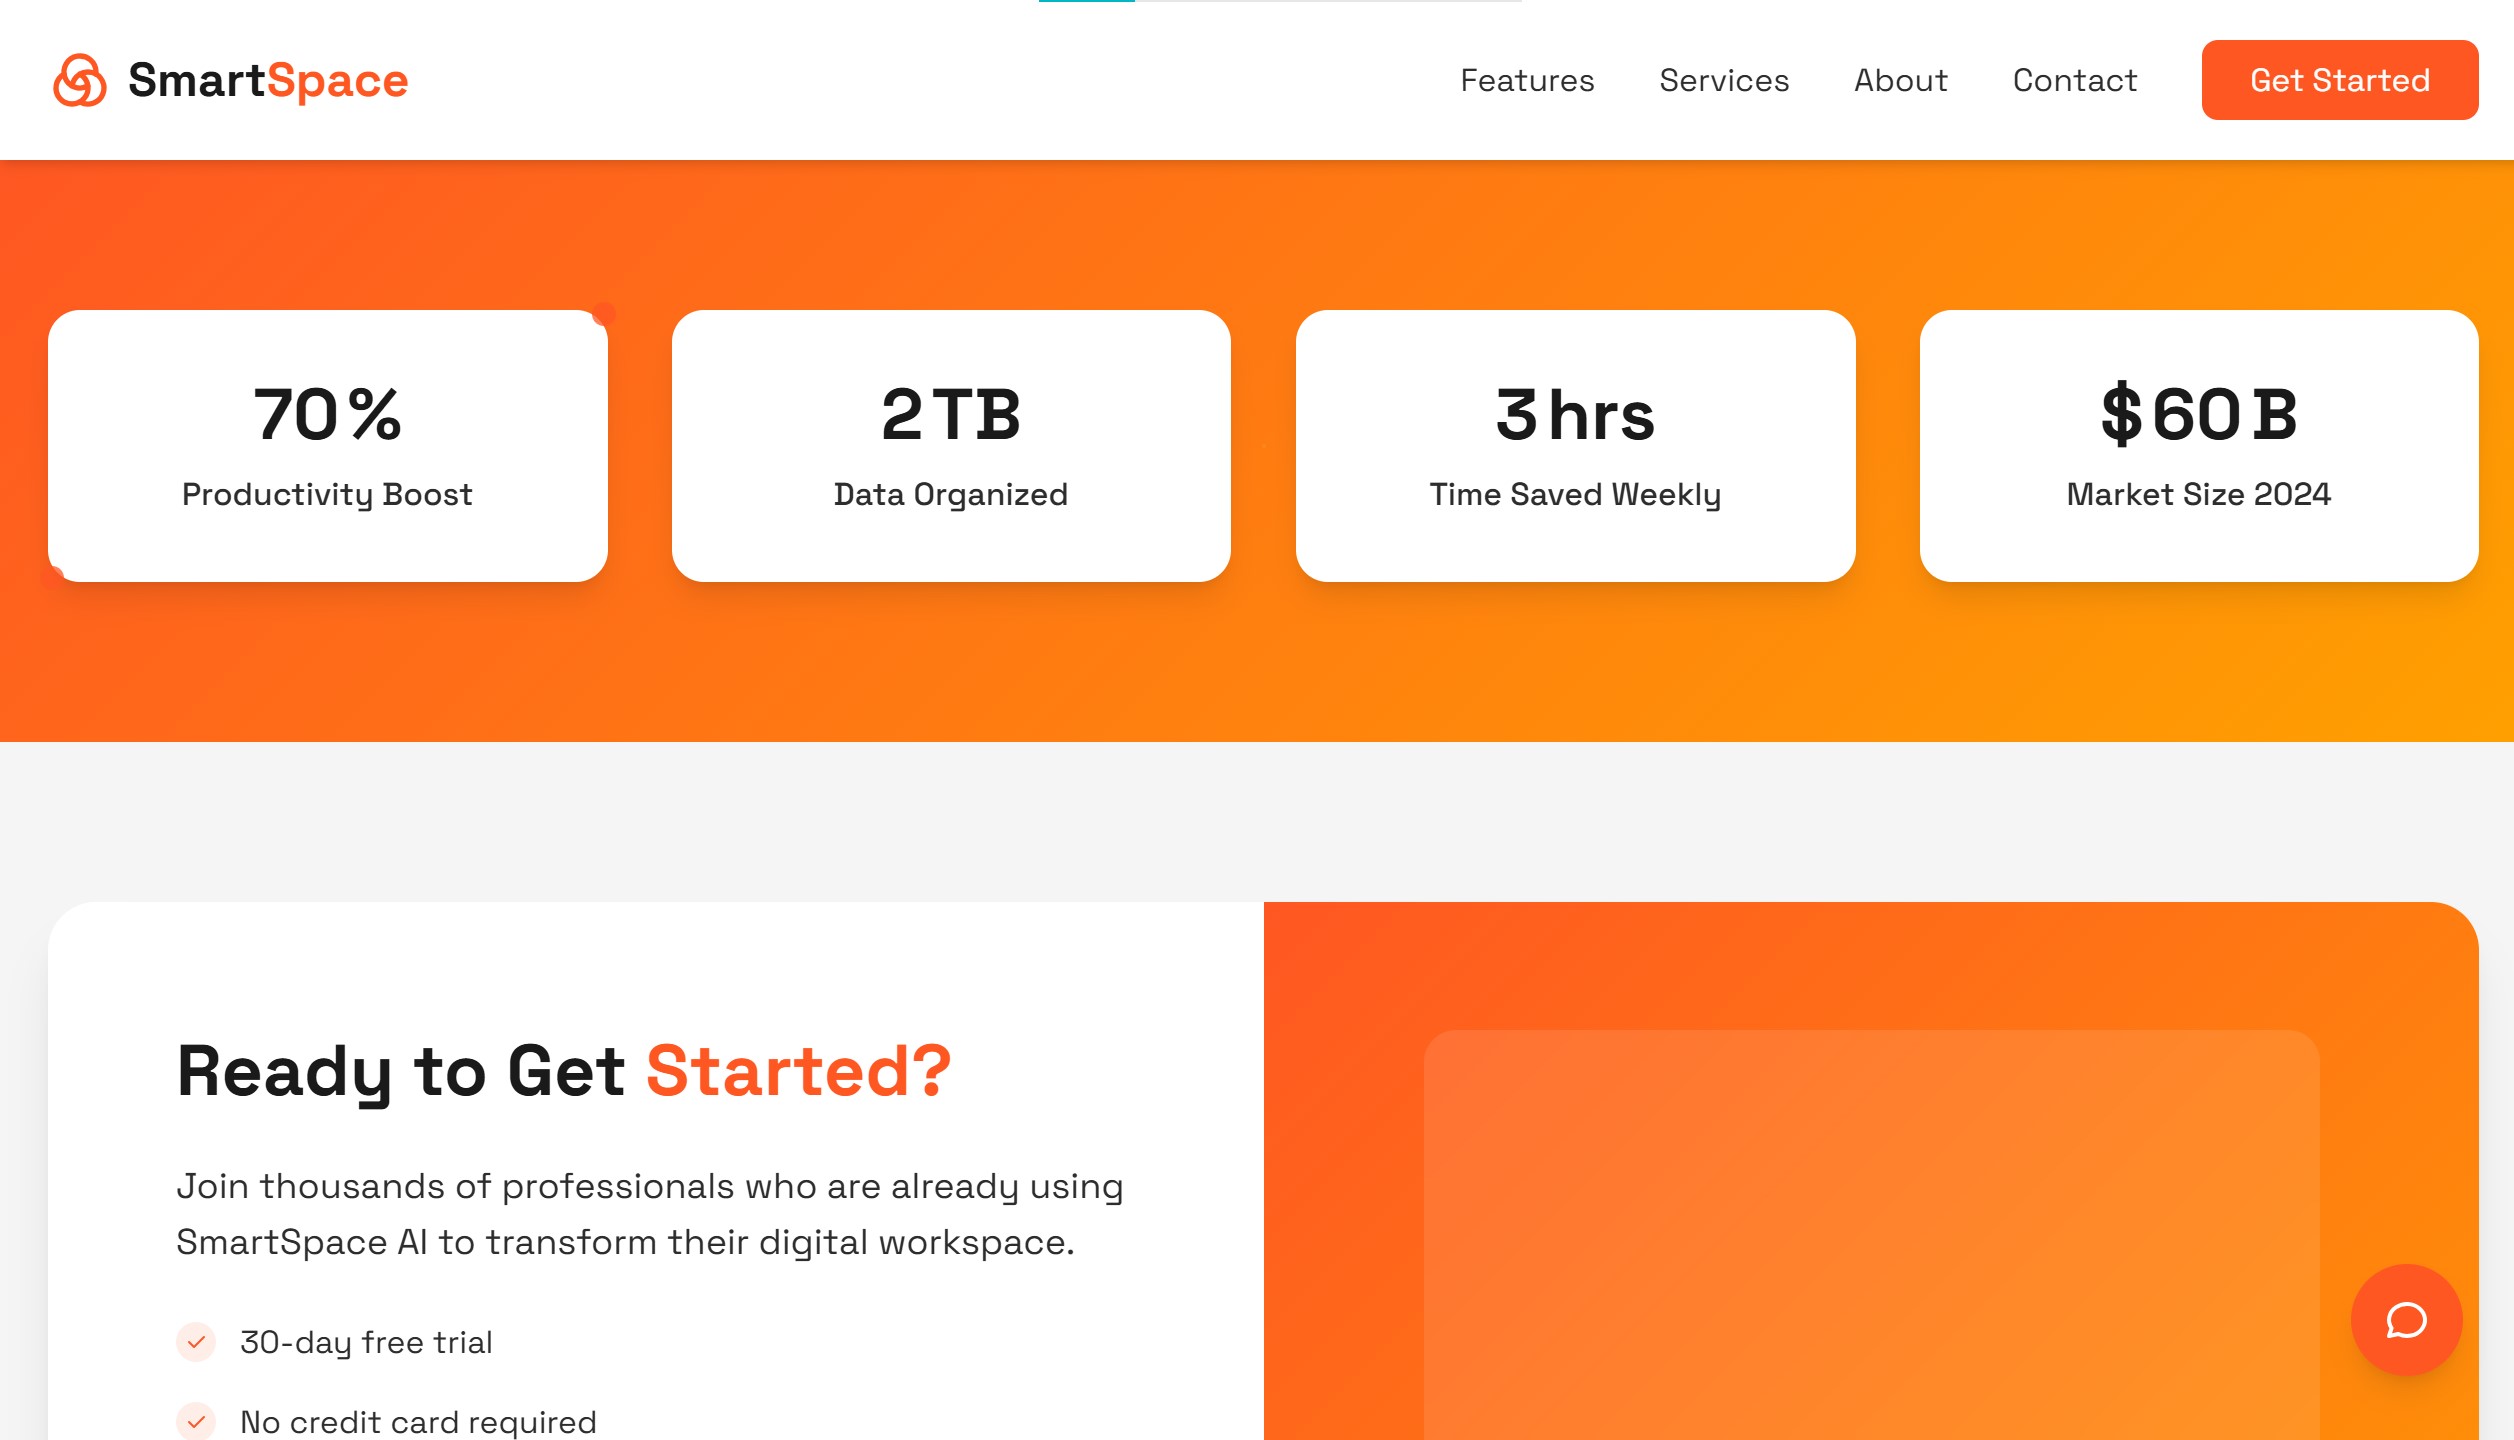 SmartSpace
Features
Services
About
Contact
Get Started
70%
Productivity Boost
2TB
Data Organized
3hrs
Time Saved Weekly
$60B
Market Size 2024
Ready to Get Started?
Join thousands of professionals who are already using
SmartSpace AI to transform their digital workspace.
30-day free trial
No credit card required